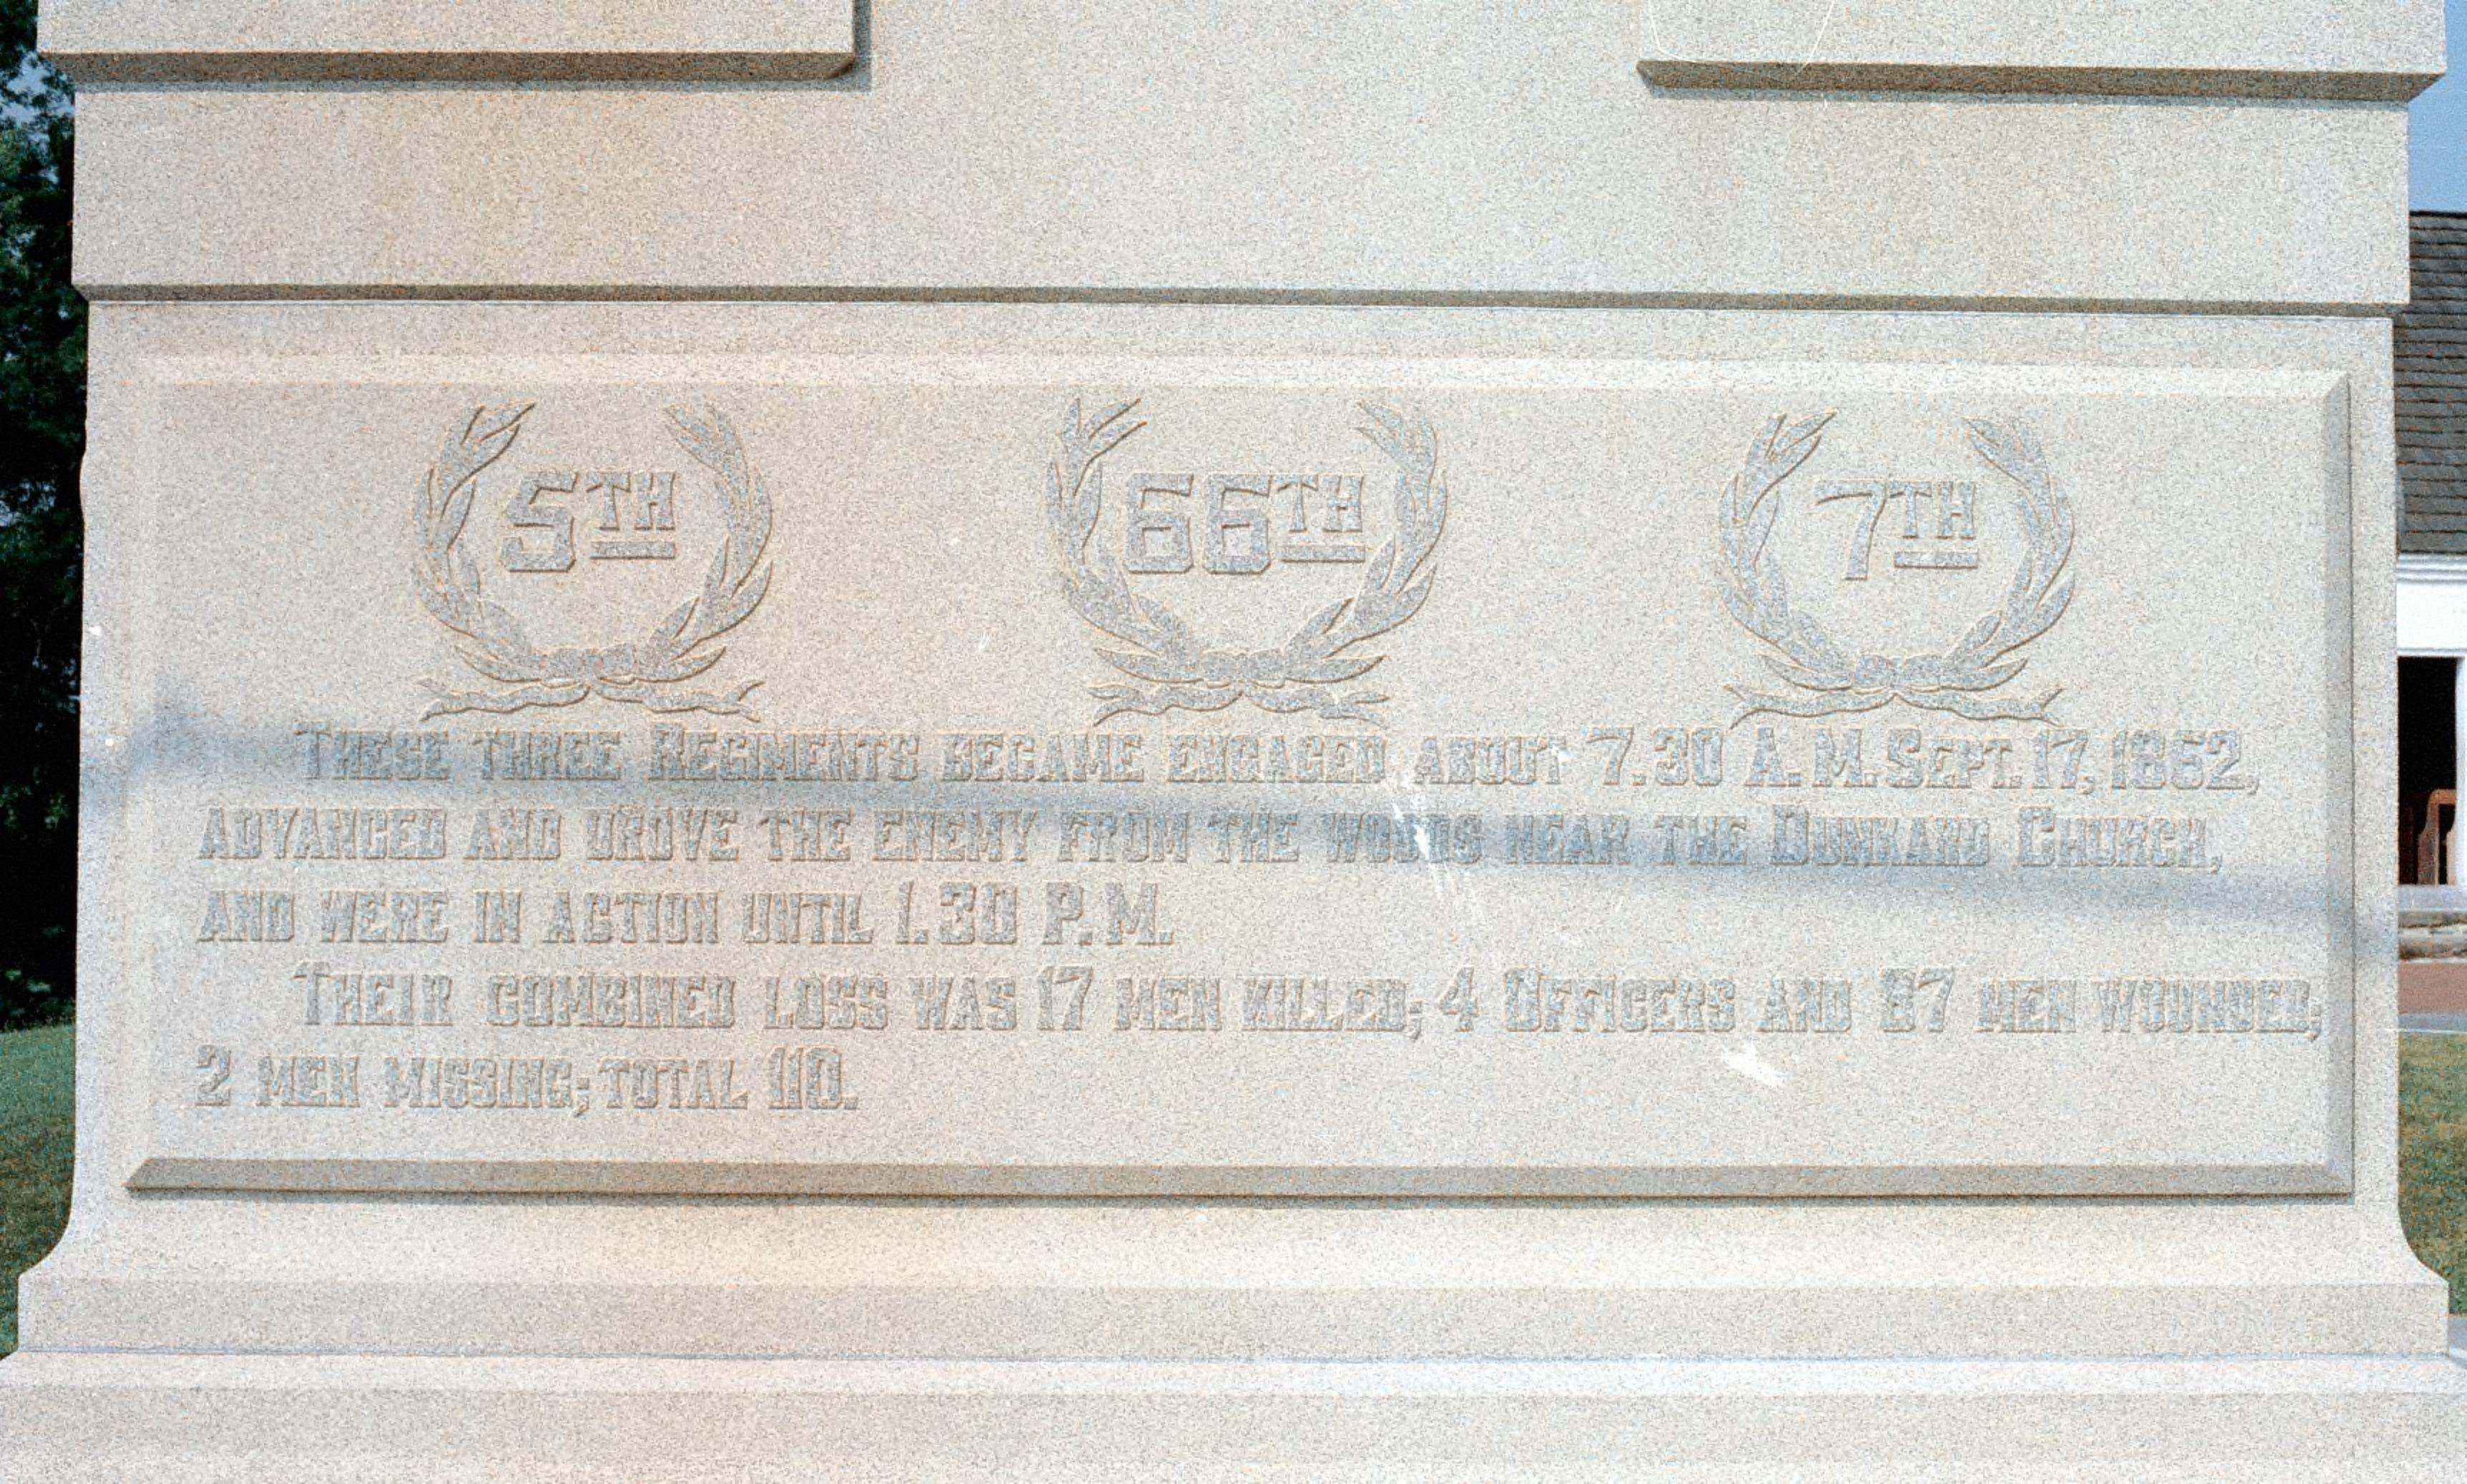 5TH 66TH 7TH
THESE THREE REGIMENTS BECAME ENGAGED ABOUT 7.30 A.M. SEPT. 17, 1862,
ADVANCED AND DROVE THE ENEMY FROM THE WOODS NEAR THE DUNKARD CHURCH,
AND WERE IN ACTION UNTIL 1.30 P.M.
THEIR COMBINED LOSS WAS 17 MEN KILLED; 4 OFFICERS AND 87 MEN WOUNDED;
2 MEN MISSING; TOTAL 110.